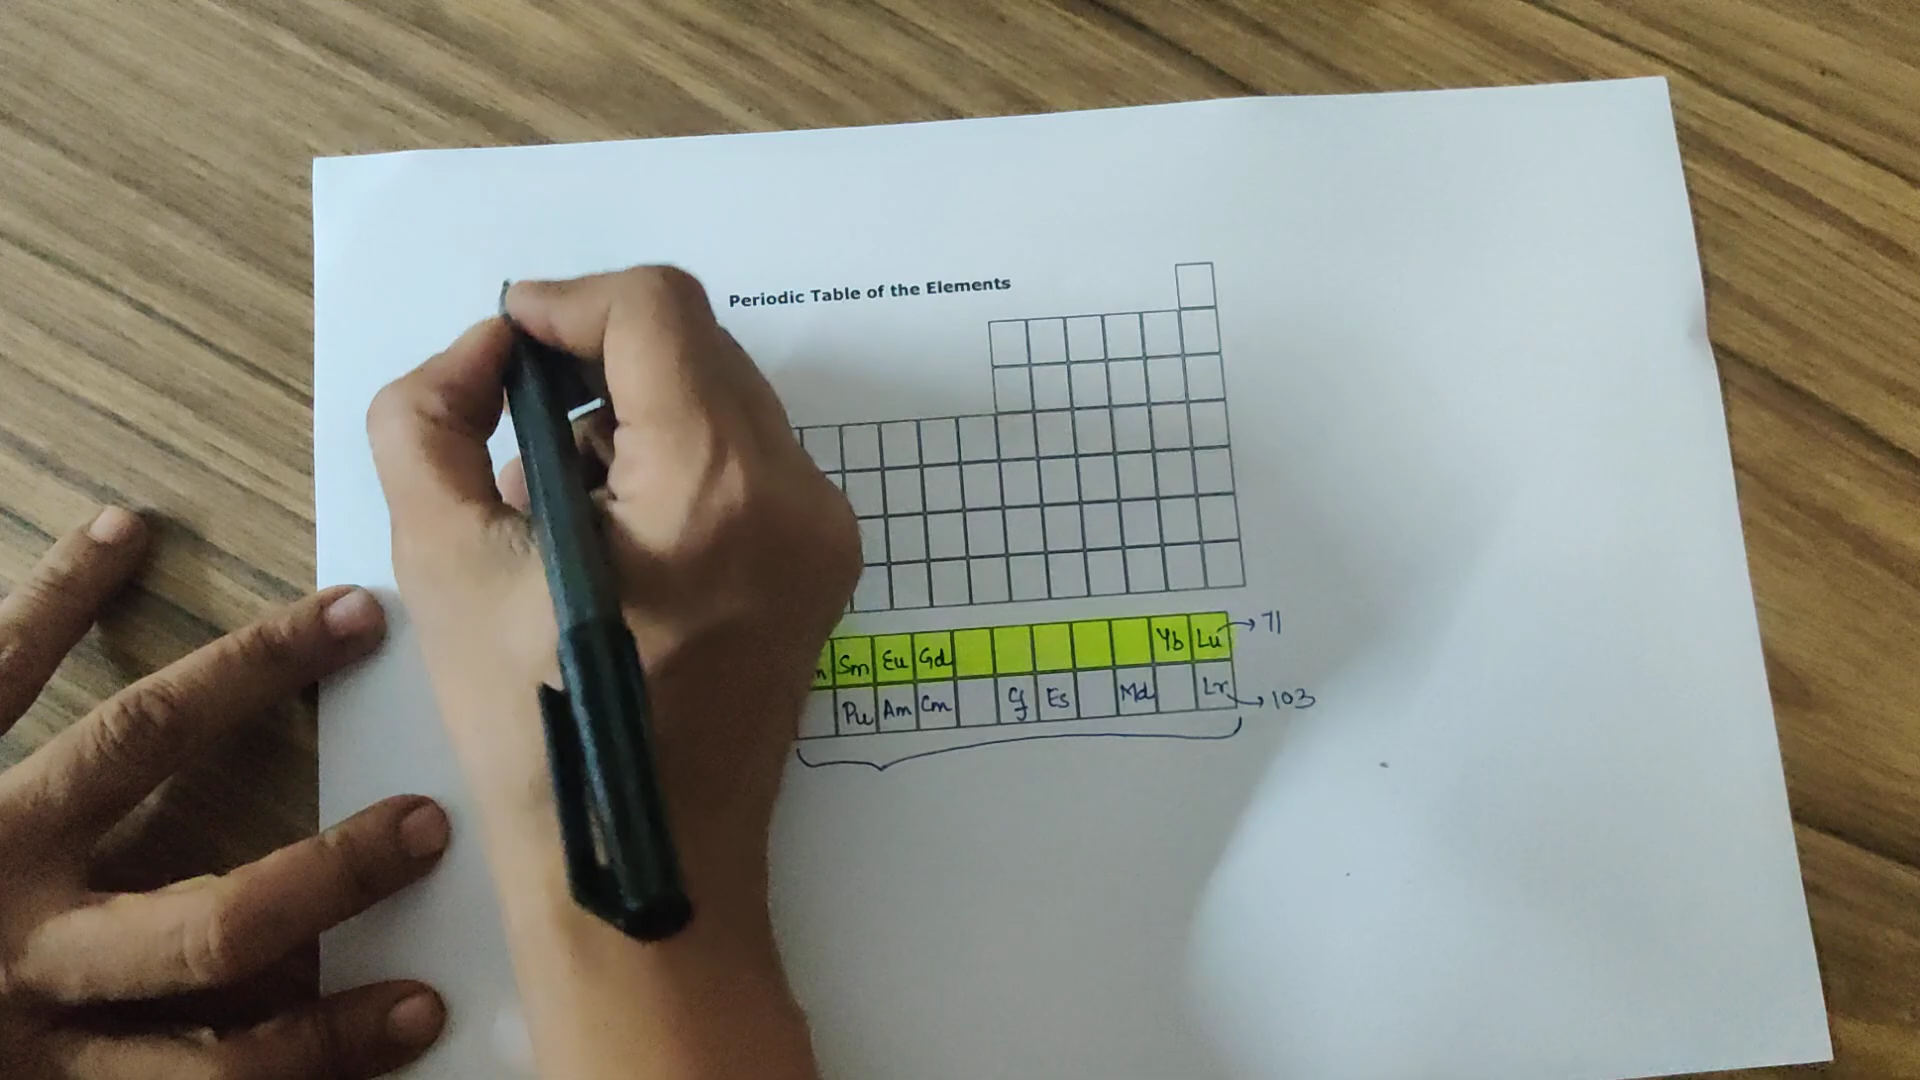 Periodic Table of the Elements
Sm Eu Gd Yb Lu → 71
Pu Am Cm Cf Es Md Lr → 103